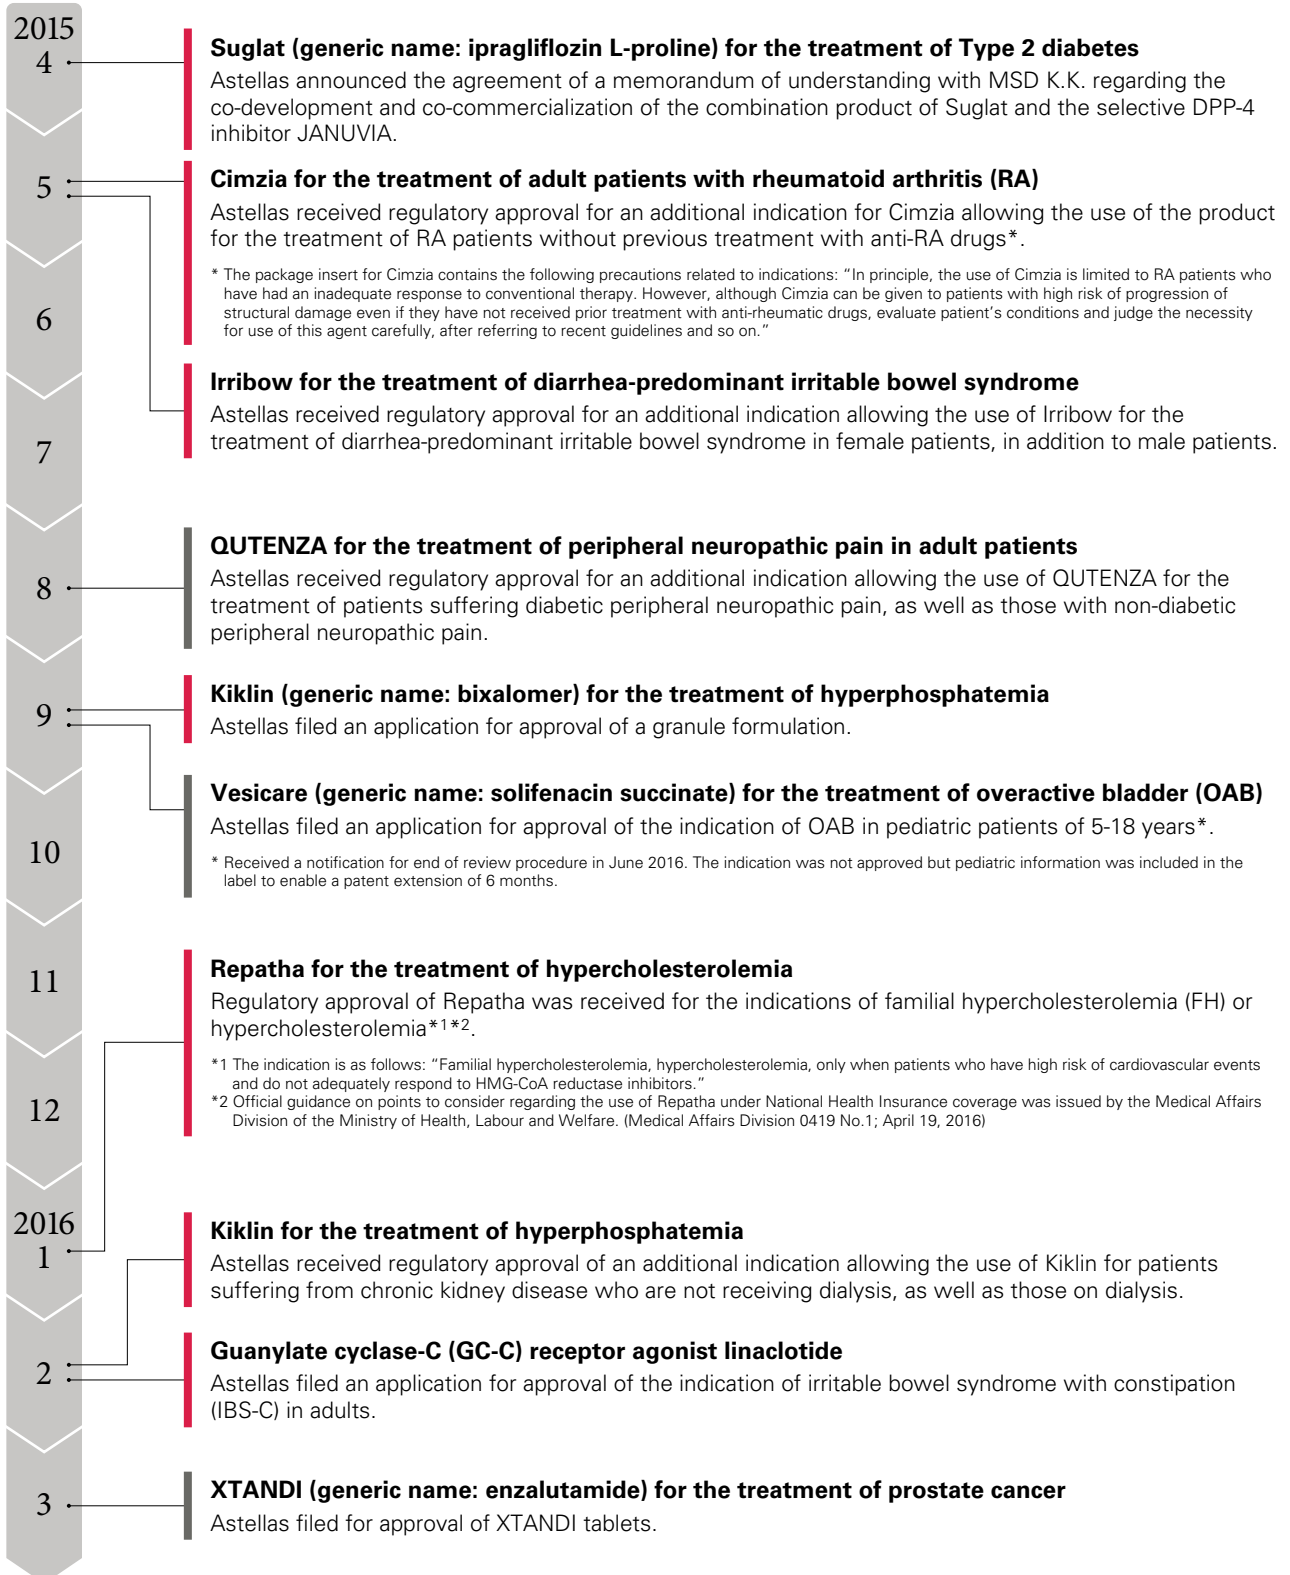 2015
4
Suglat (generic name: ipragliflozin L-proline) for the treatment of Type 2 diabetes
Astellas announced the agreement of a memorandum of understanding with MSD K.K. regarding the
co-development and co-commercialization of the combination product of Suglat and the selective DPP-4
inhibitor JANUVIA.
5
Cimzia for the treatment of adult patients with rheumatoid arthritis (RA)
Astellas received regulatory approval for an additional indication for Cimzia allowing the use of the product
for the treatment of RA patients without previous treatment with anti-RA drugs*.
* The package insert for Cimzia contains the following precautions related to indications: “In principle, the use of Cimzia is limited to RA patients who
have had an inadequate response to conventional therapy. However, although Cimzia can be given to patients with high risk of progression of
structural damage even if they have not received prior treatment with anti-rheumatic drugs, evaluate patient’s conditions and judge the necessity
for use of this agent carefully, after referring to recent guidelines and so on.”
6
Irribow for the treatment of diarrhea-predominant irritable bowel syndrome
Astellas received regulatory approval for an additional indication allowing the use of Irribow for the
treatment of diarrhea-predominant irritable bowel syndrome in female patients, in addition to male patients.
7
QUTENZA for the treatment of peripheral neuropathic pain in adult patients
Astellas received regulatory approval for an additional indication allowing the use of QUTENZA for the
treatment of patients suffering diabetic peripheral neuropathic pain, as well as those with non-diabetic
peripheral neuropathic pain.
8
Kiklin (generic name: bixalomer) for the treatment of hyperphosphatemia
Astellas filed an application for approval of a granule formulation.
9
Vesicare (generic name: solifenacin succinate) for the treatment of overactive bladder (OAB)
Astellas filed an application for approval of the indication of OAB in pediatric patients of 5-18 years*.
* Received a notification for end of review procedure in June 2016. The indication was not approved but pediatric information was included in the
label to enable a patent extension of 6 months.
10
11
Repatha for the treatment of hypercholesterolemia
Regulatory approval of Repatha was received for the indications of familial hypercholesterolemia (FH) or
hypercholesterolemia*1*2.
*1 The indication is as follows: “Familial hypercholesterolemia, hypercholesterolemia, only when patients who have high risk of cardiovascular events
and do not adequately respond to HMG-CoA reductase inhibitors.”
*2 Official guidance on points to consider regarding the use of Repatha under National Health Insurance coverage was issued by the Medical Affairs
Division of the Ministry of Health, Labour and Welfare. (Medical Affairs Division 0419 No.1; April 19, 2016)
12
2016
1
Kiklin for the treatment of hyperphosphatemia
Astellas received regulatory approval of an additional indication allowing the use of Kiklin for patients
suffering from chronic kidney disease who are not receiving dialysis, as well as those on dialysis.
2
Guanylate cyclase-C (GC-C) receptor agonist linaclotide
Astellas filed an application for approval of the indication of irritable bowel syndrome with constipation
(IBS-C) in adults.
3
XTANDI (generic name: enzalutamide) for the treatment of prostate cancer
Astellas filed for approval of XTANDI tablets.